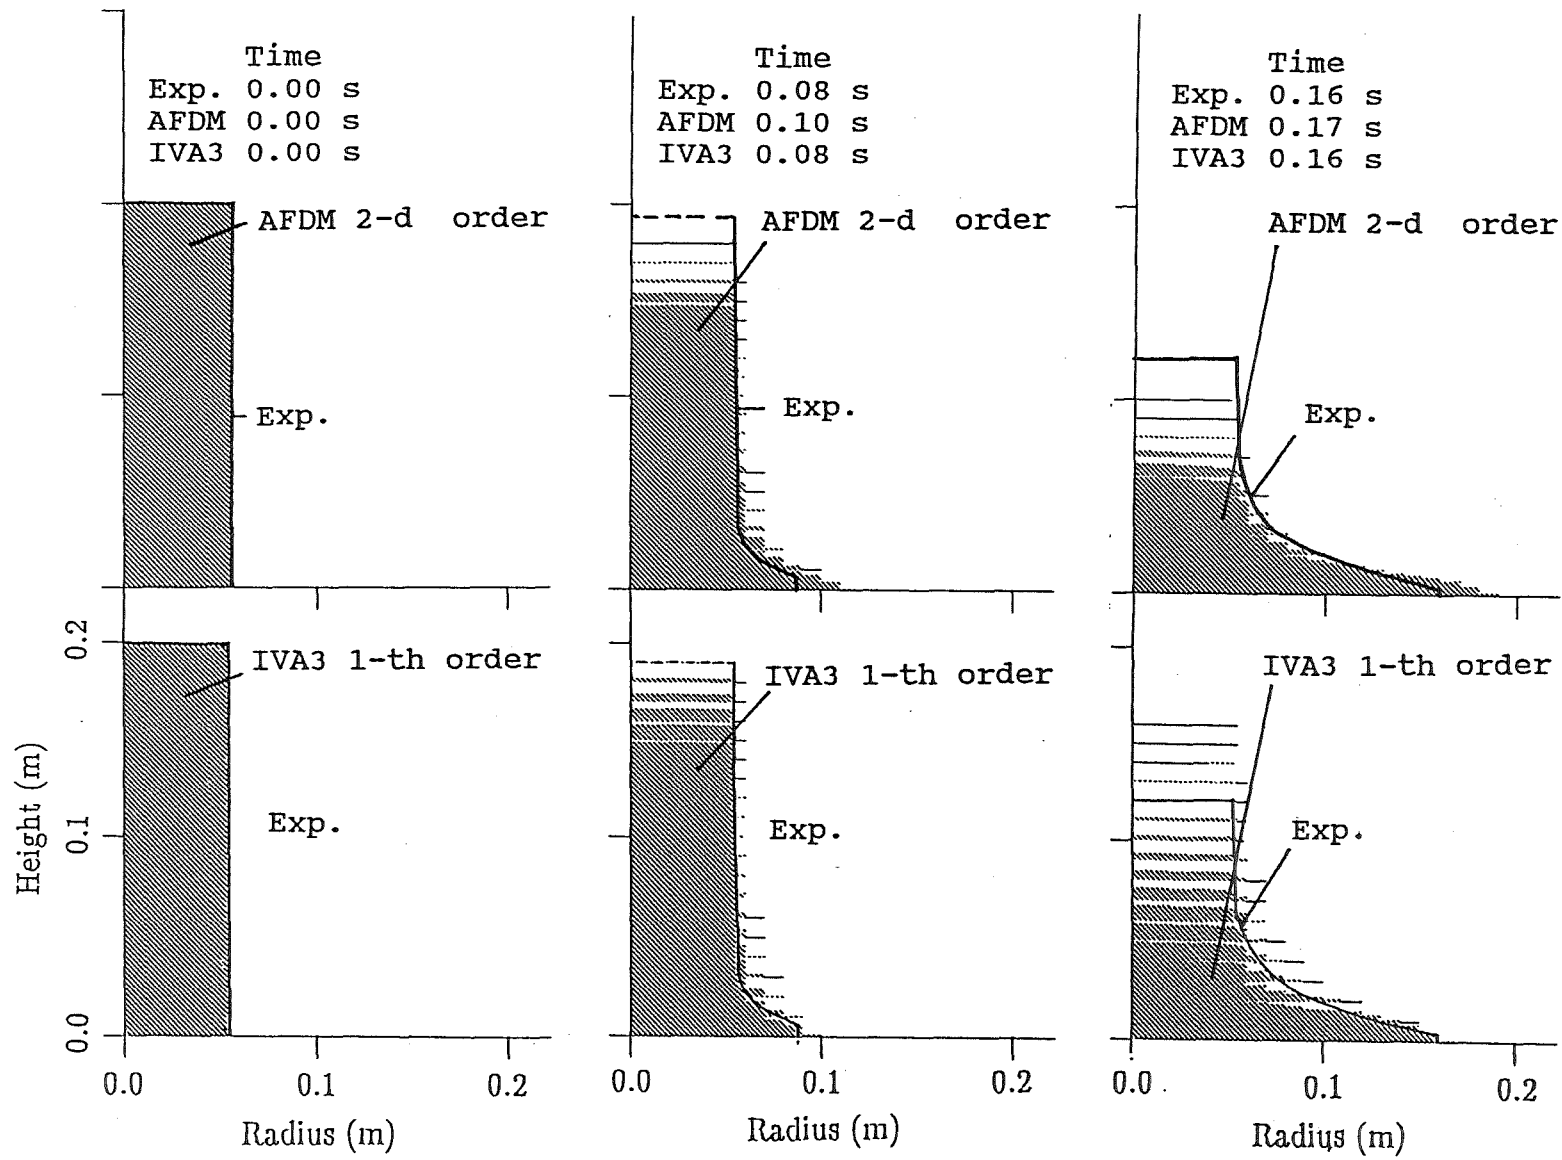 Time
Exp. 0.00 s
AFDM 0.00 s
IVA3 0.00 s
AFDM 2-d order
Exp.
Time
Exp. 0.08 s
AFDM 0.10 s
IVA3 0.08 s
AFDM 2-d order
Exp.
Time
Exp. 0.16 s
AFDM 0.17 s
IVA3 0.16 s
AFDM 2-d order
Exp.
Height (m)
0.2
0.1
0.0
IVA3 1-th order
Exp.
0.0 0.1 0.2
Radius (m)
IVA3 1-th order
Exp.
0.0 0.1 0.2
Radius (m)
IVA3 1-th order
Exp.
0.0 0.1 0.2
Radius (m)